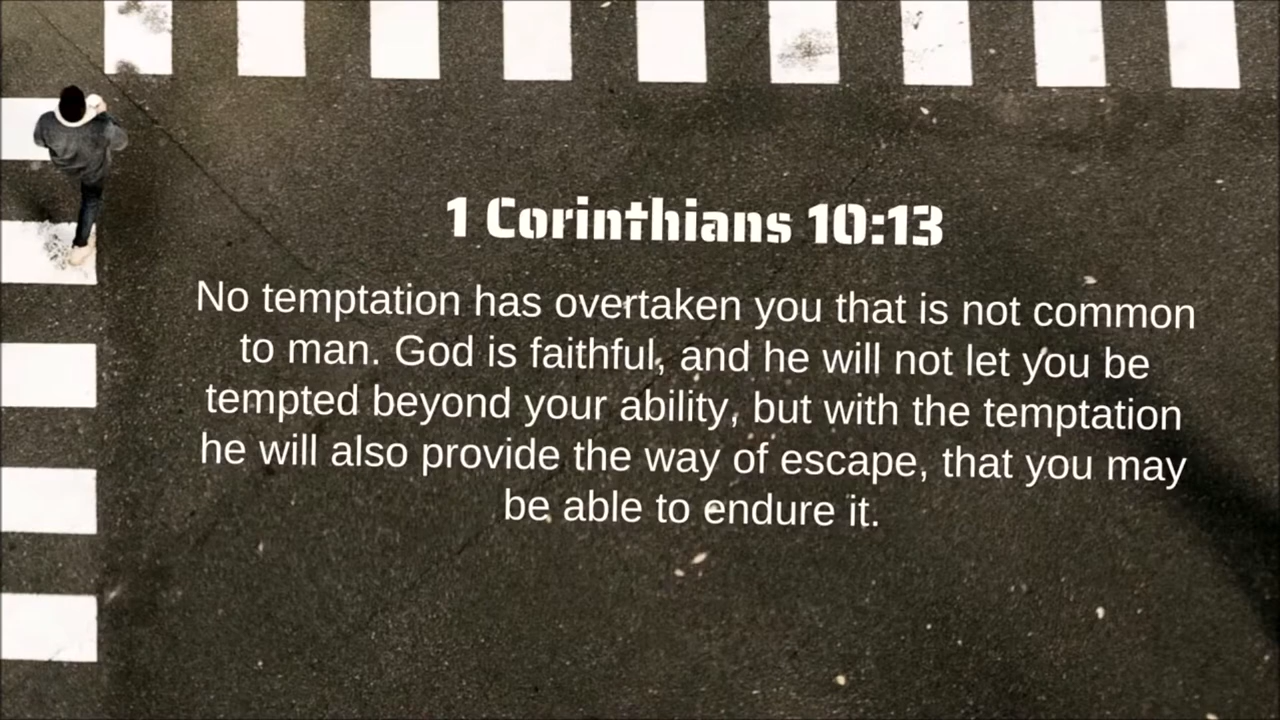 1 Corinthians 10:13
No temptation has overtaken you that is not common
to man. God is faithful, and he will not let you be
tempted beyond your ability, but with the temptation
he will also provide the way of escape, that you may
be able to endure it.